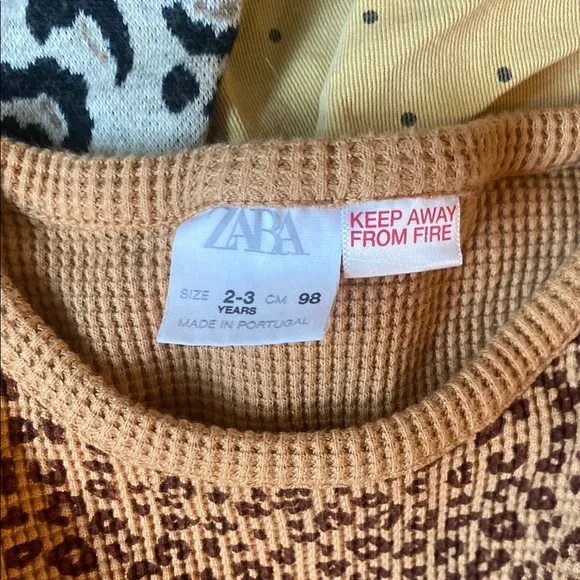 ZARA
KEEP AWAY
FROM FIRE
SIZE 2-3 CM 98
YEARS
MADE IN PORTUGAL